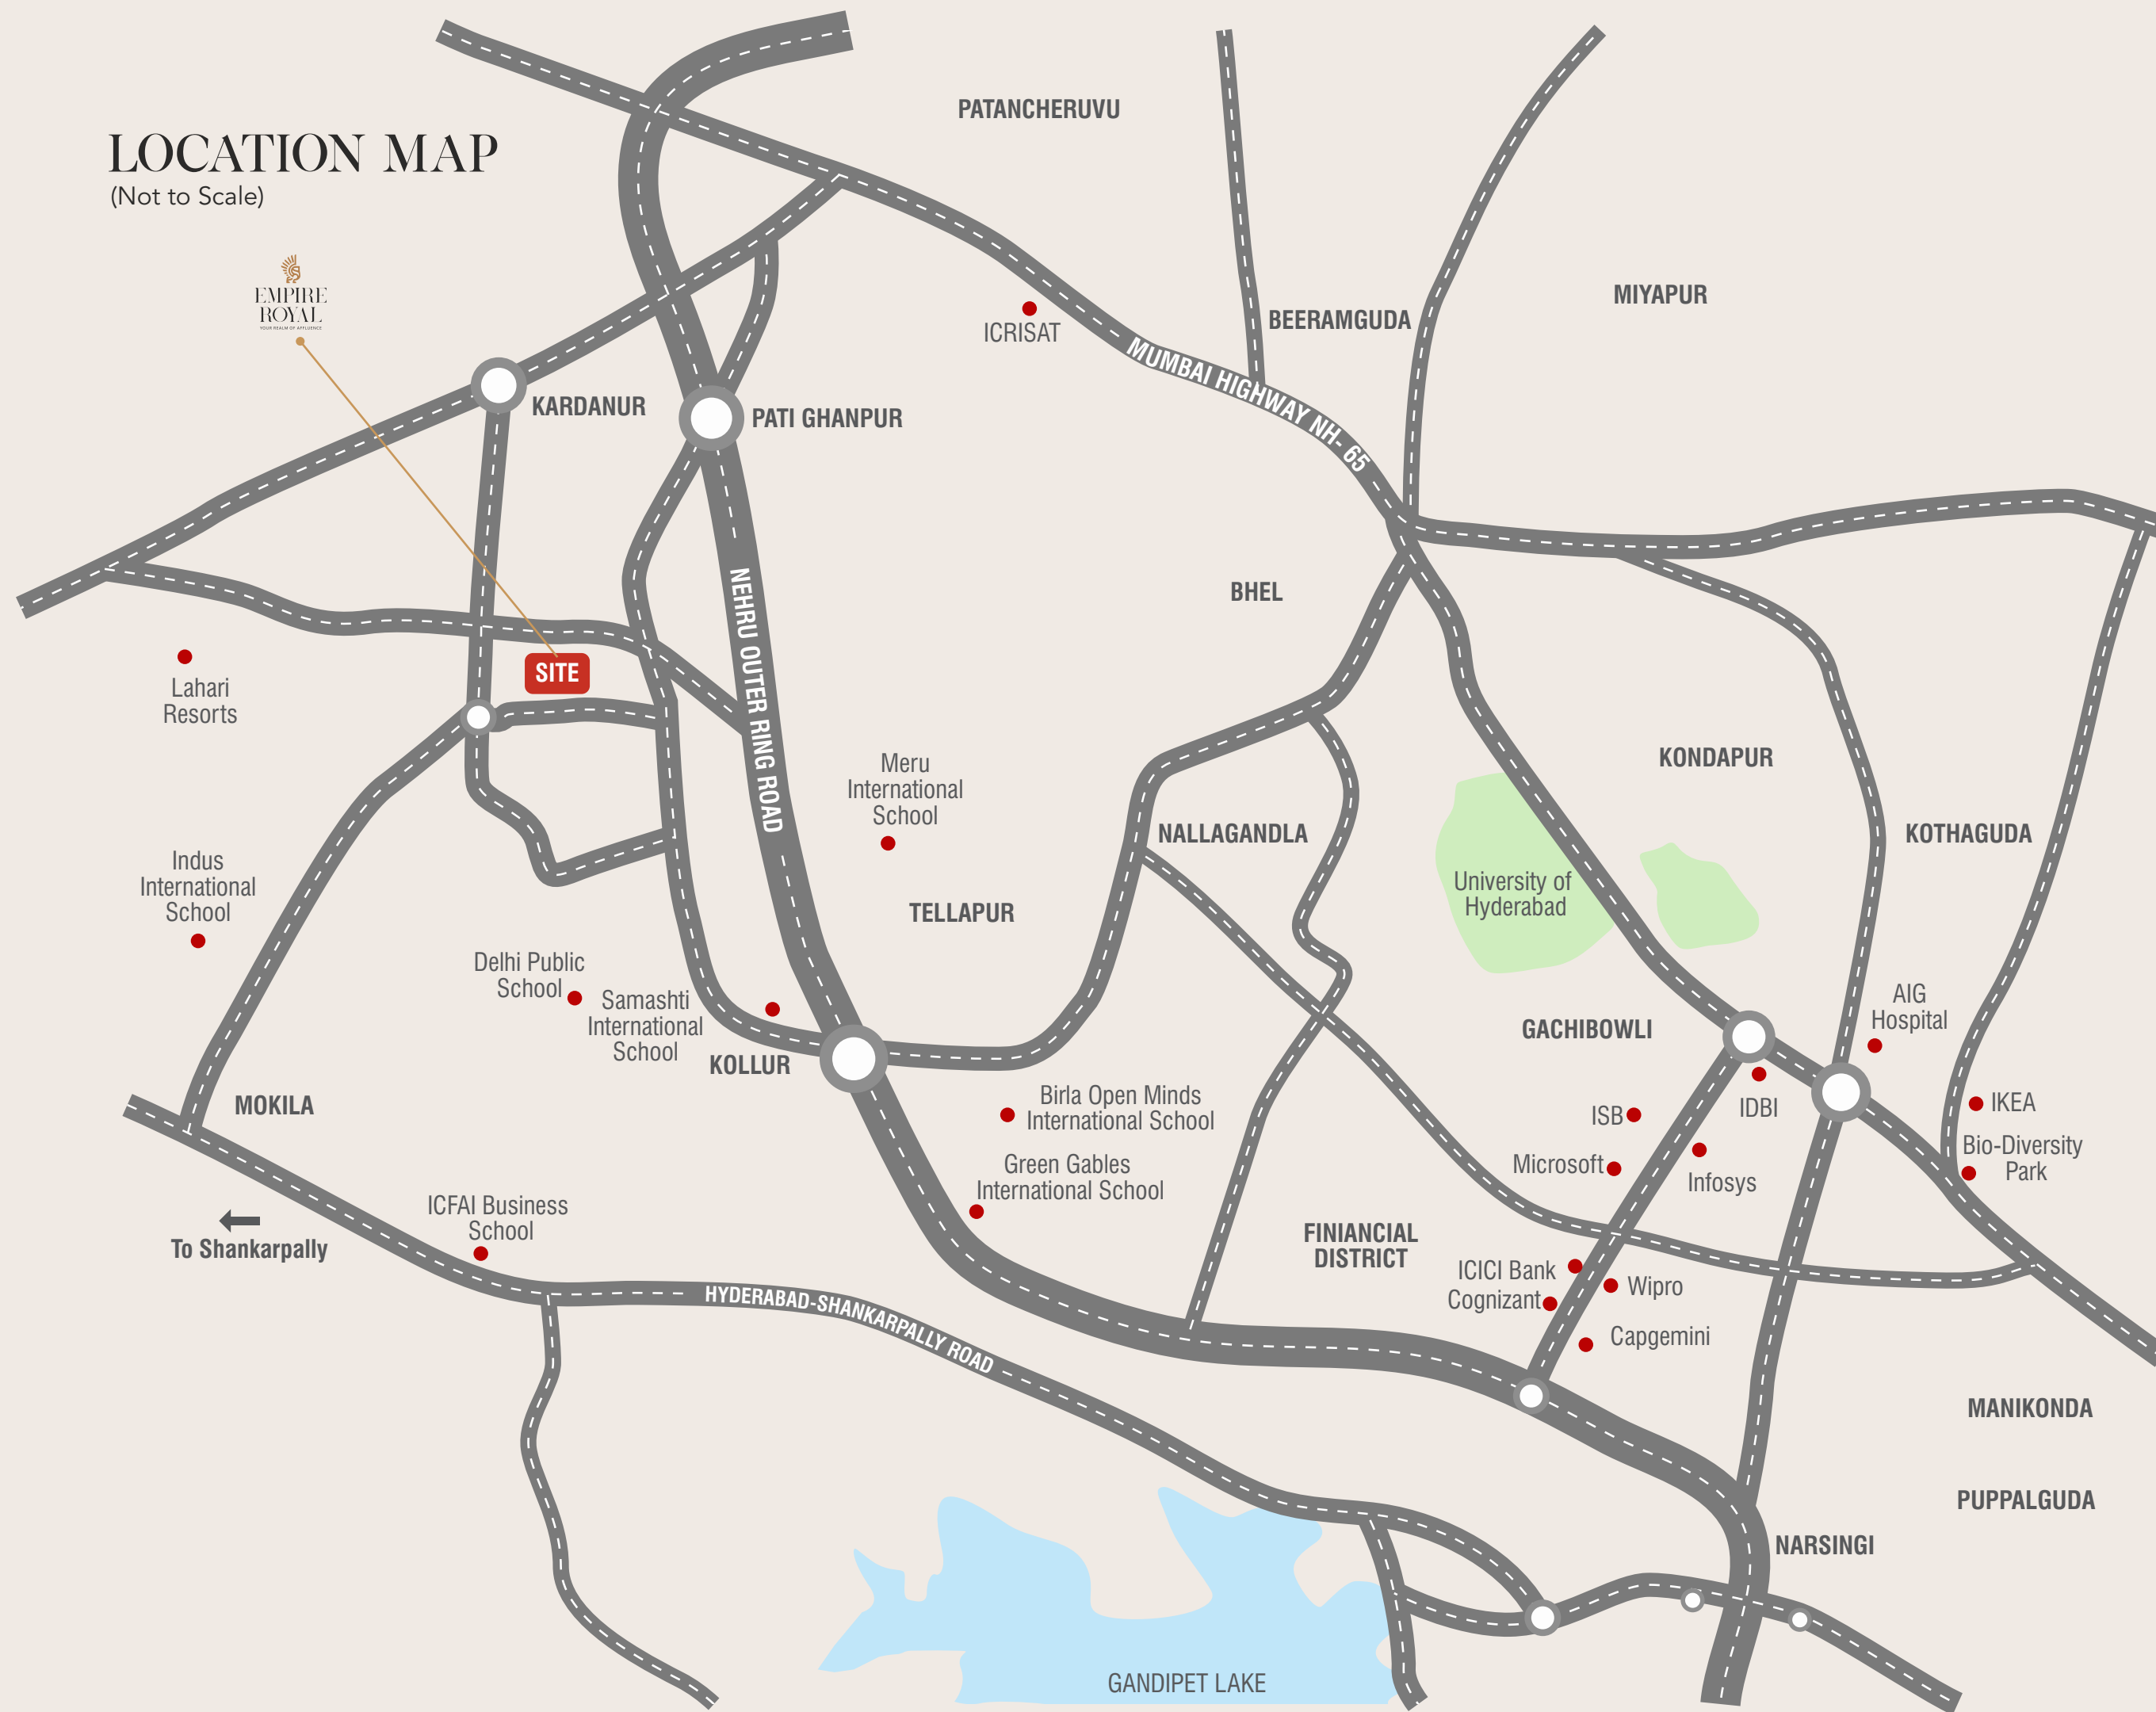 LOCATION MAP
(Not to Scale)
EMPIRE
ROYAL
YOUR REALM OF AFFLUENCE
PATANCHERUVU
MIYAPUR
BEERAMGUDA
ICRISAT
MUMBAI HIGHWAY NH- 65
KARDANUR
PATI GHANPUR
BHEL
NEHRU OUTER RING ROAD
SITE
Lahari
Resorts
Meru
International
School
KONDAPUR
NALLAGANDLA
KOTHAGUDA
Indus
International
School
University of
Hyderabad
TELLAPUR
Delhi Public
School
Samashti
International
School
KOLLUR
GACHIBOWLI
AIG
Hospital
MOKILA
Birla Open Minds
International School
ISB
IDBI
IKEA
Green Gables
International School
Microsoft
Infosys
Bio-Diversity
Park
ICFAI Business
School
To Shankarpally
FINIANCIAL
DISTRICT
ICICI Bank
Cognizant
Wipro
Capgemini
HYDERABAD-SHANKARPALLY ROAD
MANIKONDA
PUPPALGUDA
NARSINGI
GANDIPET LAKE